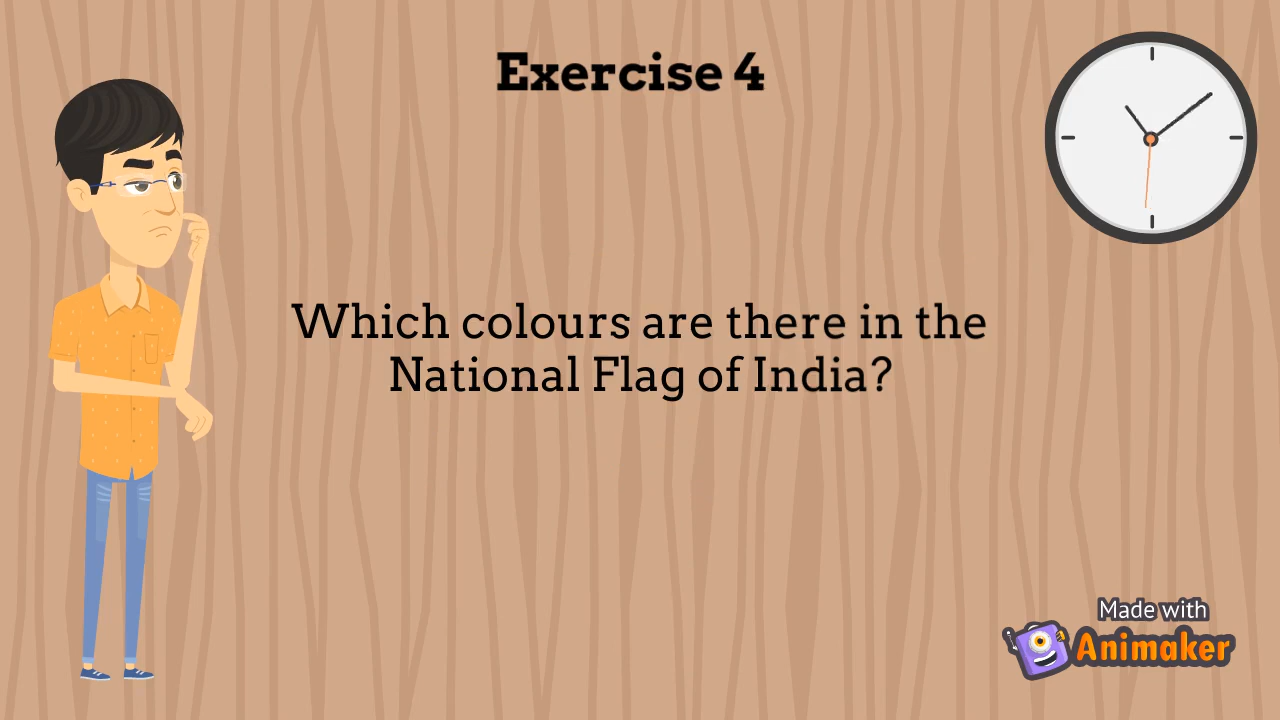 Exercise 4
Which colours are there in the
National Flag of India?
Made with
Animaker